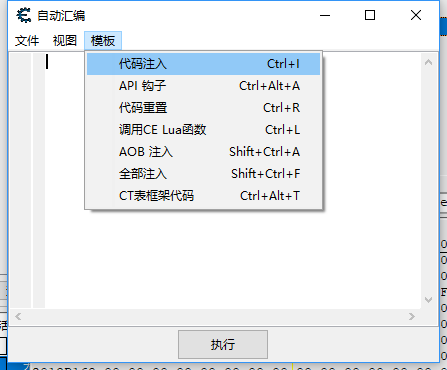 自动汇编
文件 视图 模板
代码注入 Ctrl+I
API 钩子 Ctrl+Alt+A
代码重置 Ctrl+R
调用CE Lua函数 Ctrl+L
AOB 注入 Shift+Ctrl+A
全部注入 Shift+Ctrl+F
CT表框架代码 Ctrl+Alt+T
执行